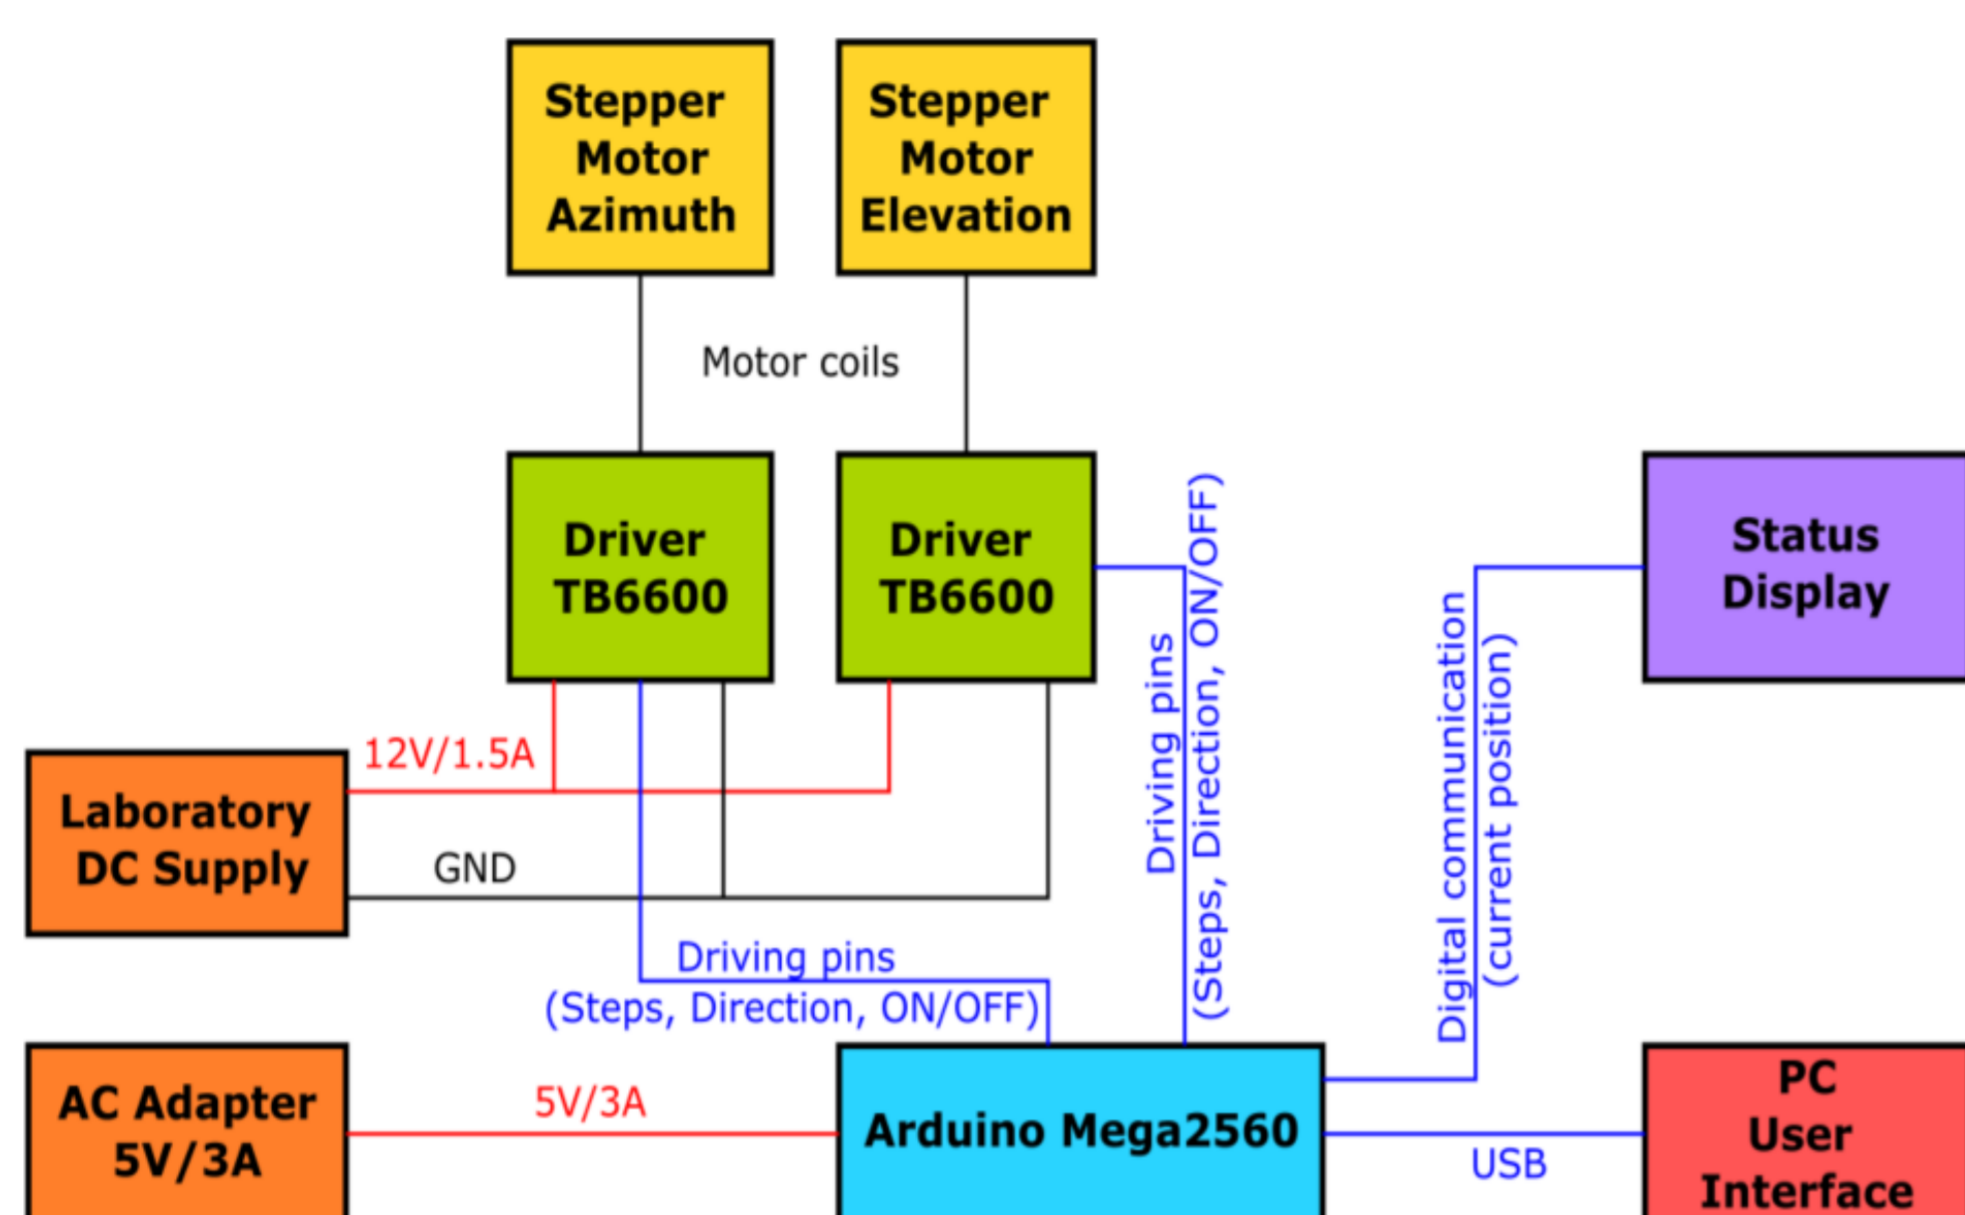 Stepper
Motor
Azimuth
Stepper
Motor
Elevation
Motor coils
Driver
TB6600
Driver
TB6600
Driving pins
(Steps, Direction, ON/OFF)
Digital communication
(current position)
Status
Display
12V/1.5A
Laboratory
DC Supply
GND
Driving pins
(Steps, Direction, ON/OFF)
AC Adapter
5V/3A
5V/3A
Arduino Mega2560
USB
PC
User
Interface